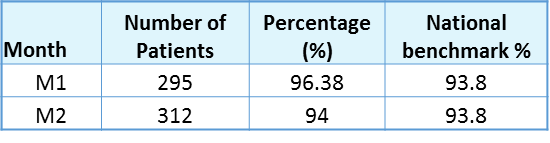 Month Number of Patients Percentage (%) National benchmark %
M1 295 96.38 93.8
M2 312 94 93.8